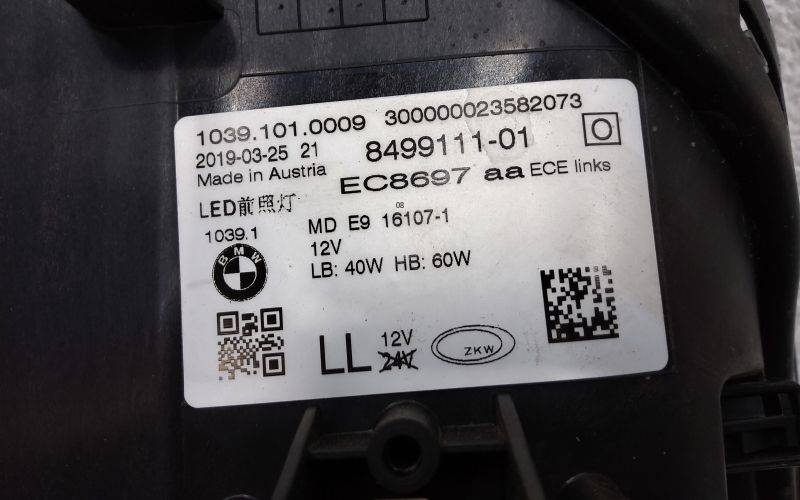 1039.101.0009 300000023582073
2019-03-25 21 8499111-01 O
Made in Austria EC8697 aa ECE links
LED前照灯
08
1039.1 MD E9 16107-1
12V
LB: 40W HB: 60W
BMW
LL 12V
24V
ZKW